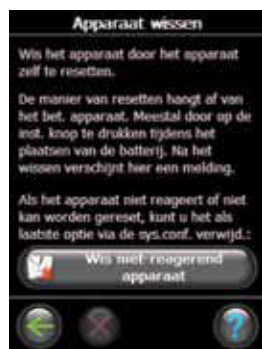 Apparaat wissen
Wis het apparaat door het apparaat
zelf te resetten.
De manier van resetten hangt af van
het bet. apparaat. Meestal door op de
inst. knop te drukken tijdens het
plaatsen van de batterij. Na het
wissen verschijnt hier een melding.
Als het apparaat niet reageert of niet
kan worden gereset, kunt u het als
laatste optie via de sys.conf. verwijd.:
Wis niet-reagerend
apparaat
?